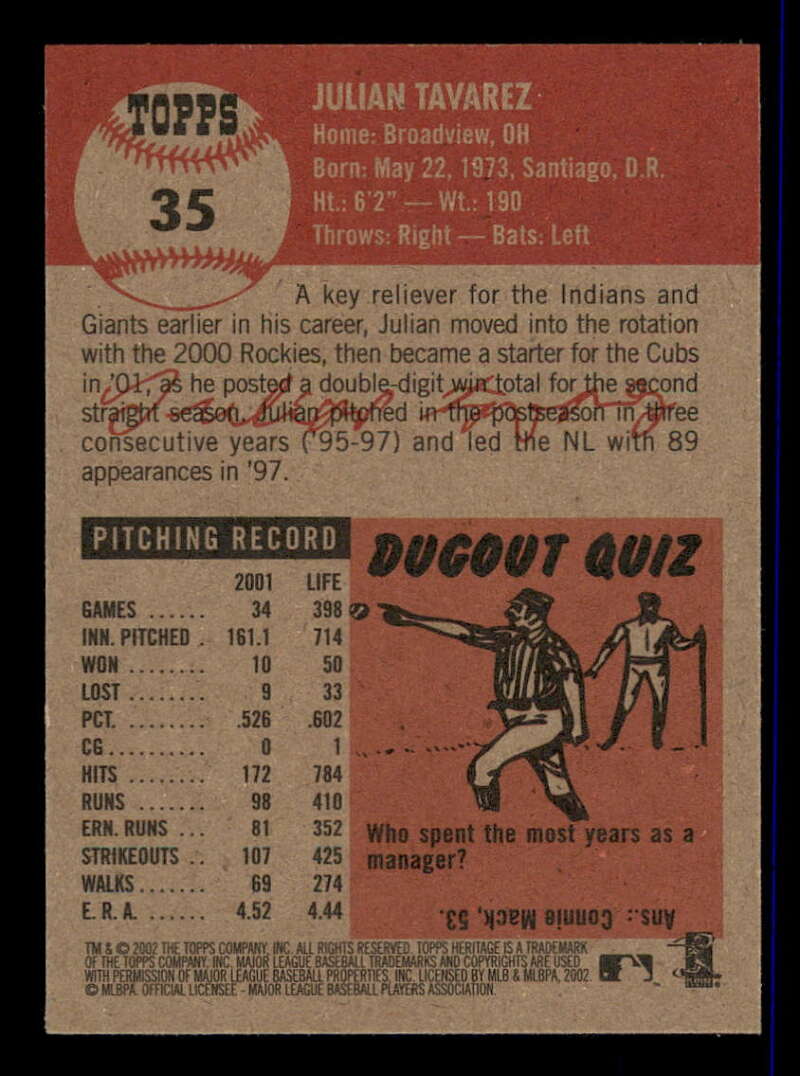 TOPPS
35
JULIAN TAVAREZ
Home: Broadview, OH
Born: May 22, 1973, Santiago, D.R.
Ht.: 6'2" — Wt.: 190
Throws: Right — Bats: Left
A key reliever for the Indians and
Giants earlier in his career, Julian moved into the rotation
with the 2000 Rockies, then became a starter for the Cubs
in '01, as he posted a double-digit win total for the second
straight season. Julian pitched in the postseason in three
consecutive years ('95-97) and led the NL with 89
appearances in '97.
PITCHING RECORD
2001 LIFE
GAMES ...... 34 398
INN. PITCHED . 161.1 714
WON ........ 10 50
LOST ........ 9 33
PCT. ........ .526 .602
CG.......... 0 1
HITS ........ 172 784
RUNS ....... 98 410
ERN. RUNS ... 81 352
STRIKEOUTS .. 107 425
WALKS....... 69 274
E.R.A. ...... 4.52 4.44
DUGOUT QUIZ
Who spent the most years as a
manager?
Ans.: Connie Mack, 53.
TM & © 2002 THE TOPPS COMPANY, INC. ALL RIGHTS RESERVED. TOPPS HERITAGE IS A TRADEMARK
OF THE TOPPS COMPANY, INC. MAJOR LEAGUE BASEBALL TRADEMARKS AND COPYRIGHTS ARE USED
WITH PERMISSION OF MAJOR LEAGUE BASEBALL PROPERTIES, INC. LICENSED BY MLB & MLBPA, 2002.
© MLBPA. OFFICIAL LICENSEE - MAJOR LEAGUE BASEBALL PLAYERS ASSOCIATION.